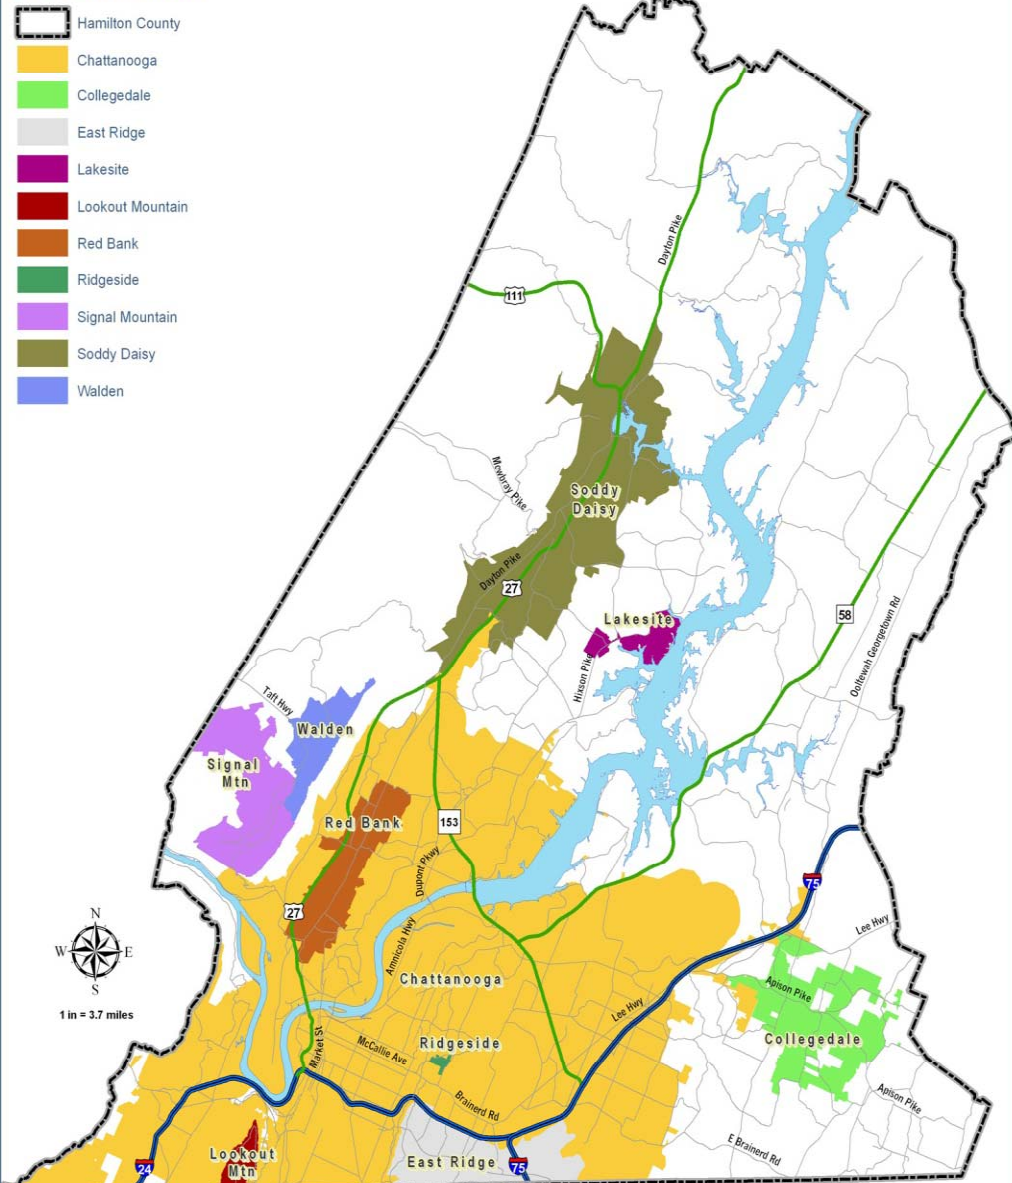 Hamilton County
Chattanooga
Collegedale
East Ridge
Lakesite
Lookout Mountain
Red Bank
Ridgeside
Signal Mountain
Soddy Daisy
Walden
Dayton Pike
111
Mowbray Pike
Soddy
Daisy
Dayton Pike
27
Lakesite
58
Hixson Pike
Ooltewah Georgetown Rd
Taft Hwy
Walden
Signal
Mtn
Red Bank
153
Dupont Pkwy
75
27
Lee Hwy
N
W E
S
Amnicola Hwy
Chattanooga
Apison Pike
1 in = 3.7 miles
Lee Hwy
Market St
McCallie Ave
Ridgeside
Collegedale
Brainerd Rd
Apison Pike
E Brainerd Rd
Lookout
Mtn
East Ridge
24
75